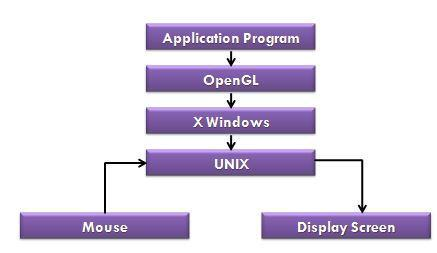 Application Program
OpenGL
X Windows
UNIX
Mouse
Display Screen